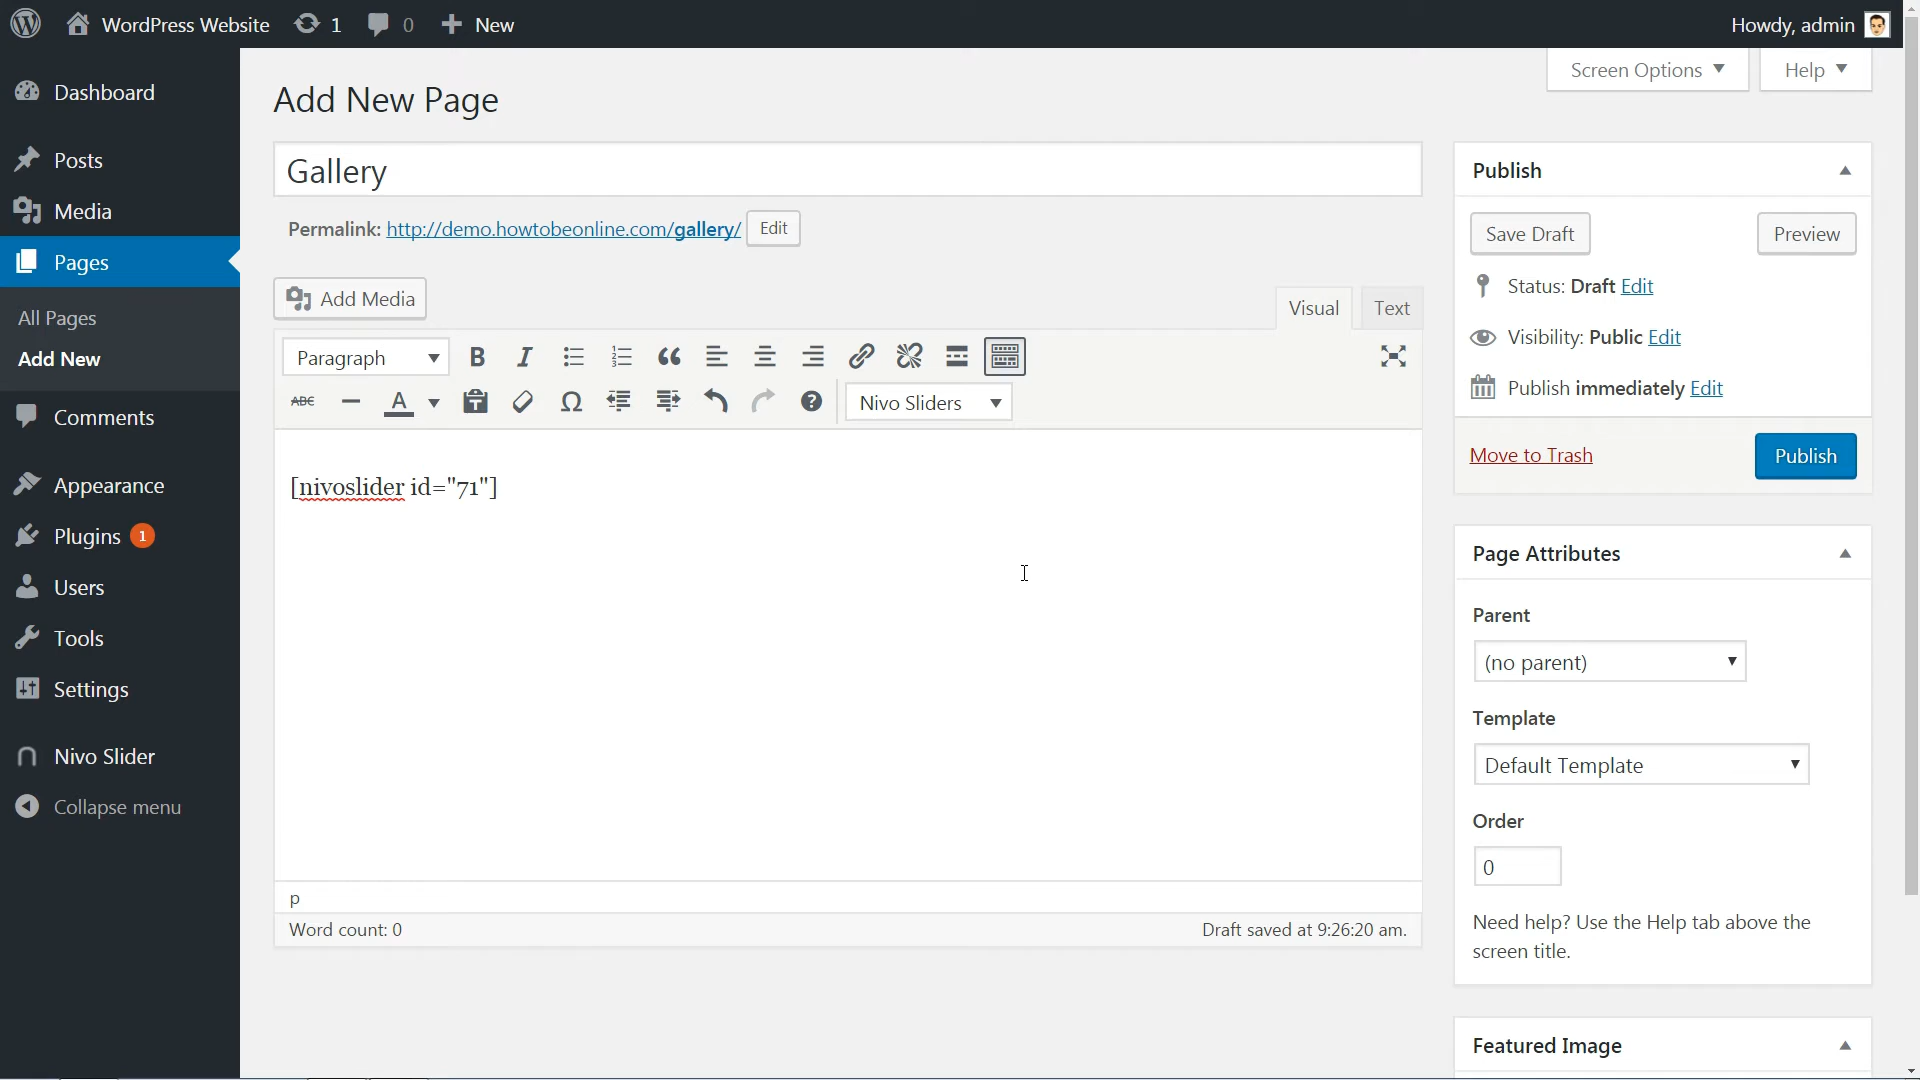 WordPress Website 1 0 New Howdy, admin
Screen Options Help
Dashboard
Posts
Media
Pages
All Pages
Add New
Comments
Appearance
Plugins 1
Users
Tools
Settings
Nivo Slider
Collapse menu
Add New Page
Gallery
Permalink: http://demo.howtobeonline.com/gallery/ Edit
Add Media
Visual Text
Paragraph B I
ABC A Nivo Sliders
[nivoslider id="71"]
p
Word count: 0 Draft saved at 9:26:20 am.
Publish
Save Draft Preview
Status: Draft Edit
Visibility: Public Edit
Publish immediately Edit
Move to Trash Publish
Page Attributes
Parent
(no parent)
Template
Default Template
Order
0
Need help? Use the Help tab above the
screen title.
Featured Image